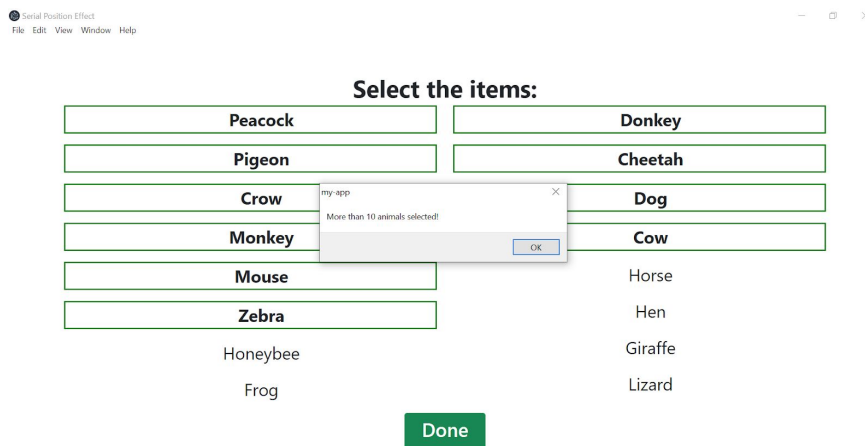 Serial Position Effect
File Edit View Window Help
Select the items:
Peacock
Donkey
Pigeon
Cheetah
Crow
Dog
Monkey
Cow
Mouse
Horse
Zebra
Hen
Honeybee
Giraffe
Frog
Lizard
my-app
More than 10 animals selected!
OK
Done